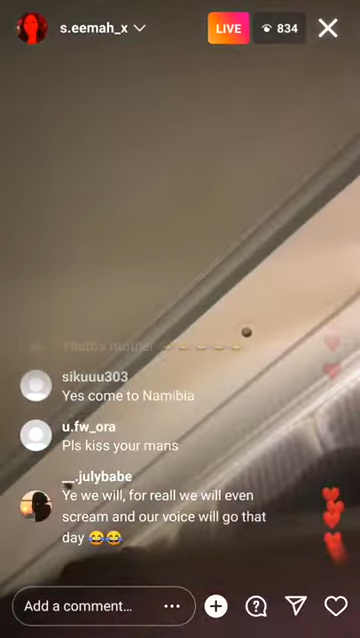 s.eemah_x
LIVE
834
sikuuu303
Yes come to Namibia
u.fw_ora
Pls kiss your mans
__.julybabe
Ye we will, for reall we will even
scream and our voice will go that
day 😂😂
Add a comment...